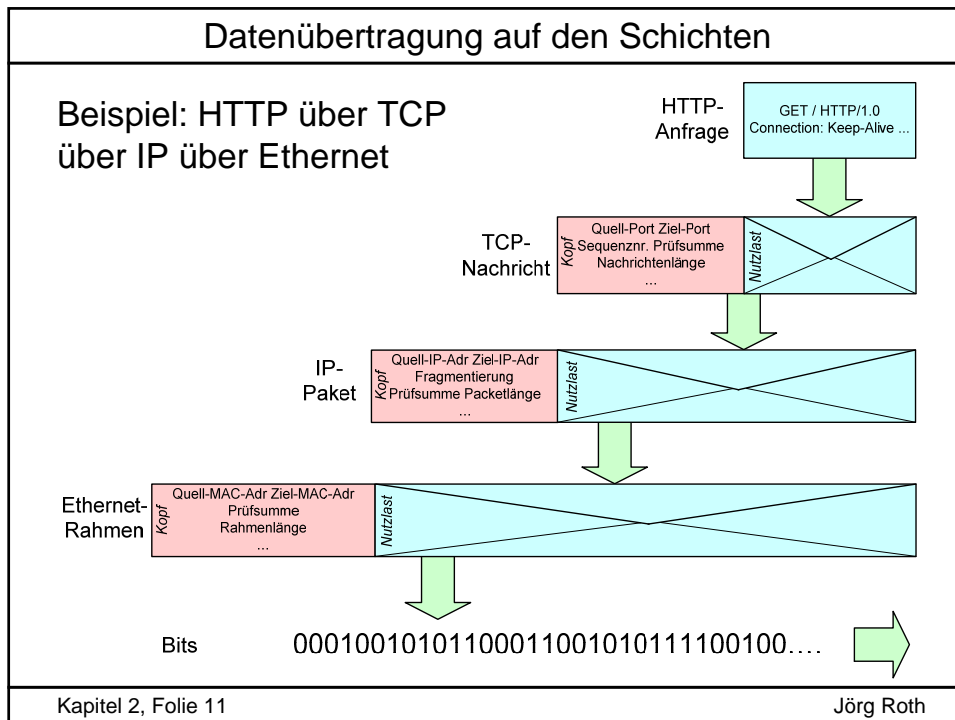 Datenübertragung auf den Schichten
Beispiel: HTTP über TCP
über IP über Ethernet
HTTP-
Anfrage
GET / HTTP/1.0
Connection: Keep-Alive ...
TCP-
Nachricht
Kopf
Quell-Port Ziel-Port
Sequenznr. Prüfsumme
Nachrichtenlänge
...
Nutzlast
IP-
Paket
Kopf
Quell-IP-Adr Ziel-IP-Adr
Fragmentierung
Prüfsumme Packetlänge
...
Nutzlast
Ethernet-
Rahmen
Kopf
Quell-MAC-Adr Ziel-MAC-Adr
Prüfsumme
Rahmenlänge
...
Nutzlast
Bits
00010010101100011001010111100100....
Kapitel 2, Folie 11
Jörg Roth